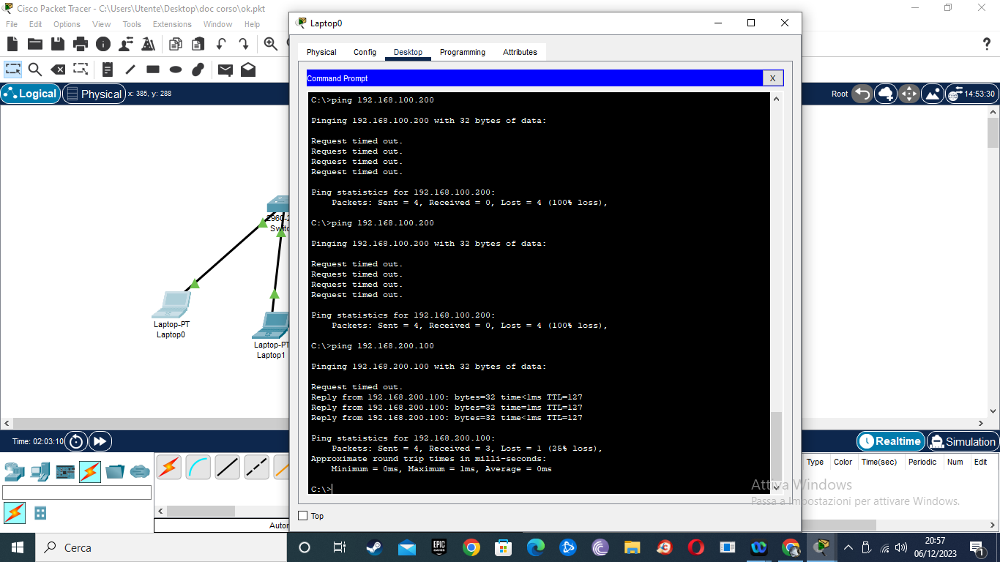 Cisco Packet Tracer - C:\Users\Utente\Desktop\doc corso\ok.pkt
File Edit Options View Tools Extensions Window Help
?
Logical
Physical
x: 385, y: 288
Root
14:53:30
Laptop0
Physical Config Desktop Programming Attributes
Command Prompt
X
C:\>ping 192.168.100.200
Pinging 192.168.100.200 with 32 bytes of data:
Request timed out.
Request timed out.
Request timed out.
Request timed out.
Ping statistics for 192.168.100.200:
Packets: Sent = 4, Received = 0, Lost = 4 (100% loss),
C:\>ping 192.168.100.200
Pinging 192.168.100.200 with 32 bytes of data:
Request timed out.
Request timed out.
Request timed out.
Request timed out.
Ping statistics for 192.168.100.200:
Packets: Sent = 4, Received = 0, Lost = 4 (100% loss),
C:\>ping 192.168.200.100
Pinging 192.168.200.100 with 32 bytes of data:
Request timed out.
Reply from 192.168.200.100: bytes=32 time<1ms TTL=127
Reply from 192.168.200.100: bytes=32 time=1ms TTL=127
Reply from 192.168.200.100: bytes=32 time<1ms TTL=127
Ping statistics for 192.168.200.100:
Packets: Sent = 4, Received = 3, Lost = 1 (25% loss),
Approximate round trip times in milli-seconds:
Minimum = 0ms, Maximum = 1ms, Average = 0ms
C:\>
Top
2960-2
Switc
Laptop-PT
Laptop0
Laptop-PT
Laptop1
Time: 02:03:10
Realtime
Simulation
Type Color Time(sec) Periodic Num Edit
Autor
Attiva Windows
Passa a Impostazioni per attivare Windows.
Cerca
EPIC
GAMES
20:57
06/12/2023
1